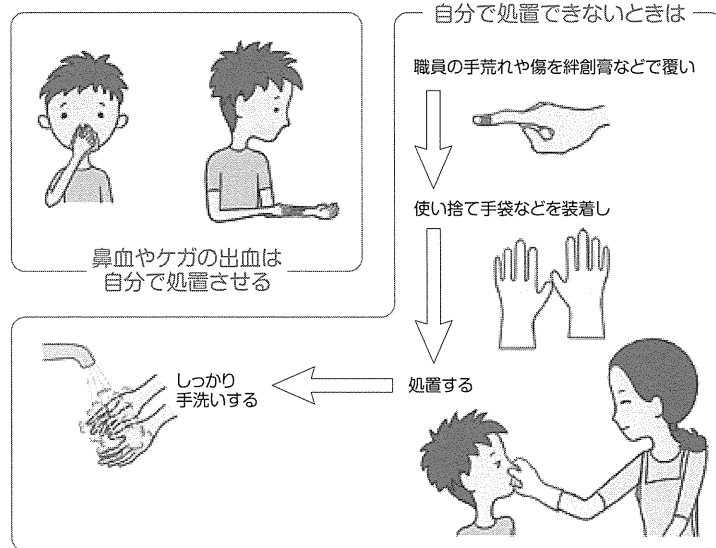 鼻血やケガの出血は
自分で処置させる
自分で処置できないときは
職員の手荒れや傷を絆創膏などで覆い
使い捨て手袋などを装着し
処置する
しっかり
手洗いする